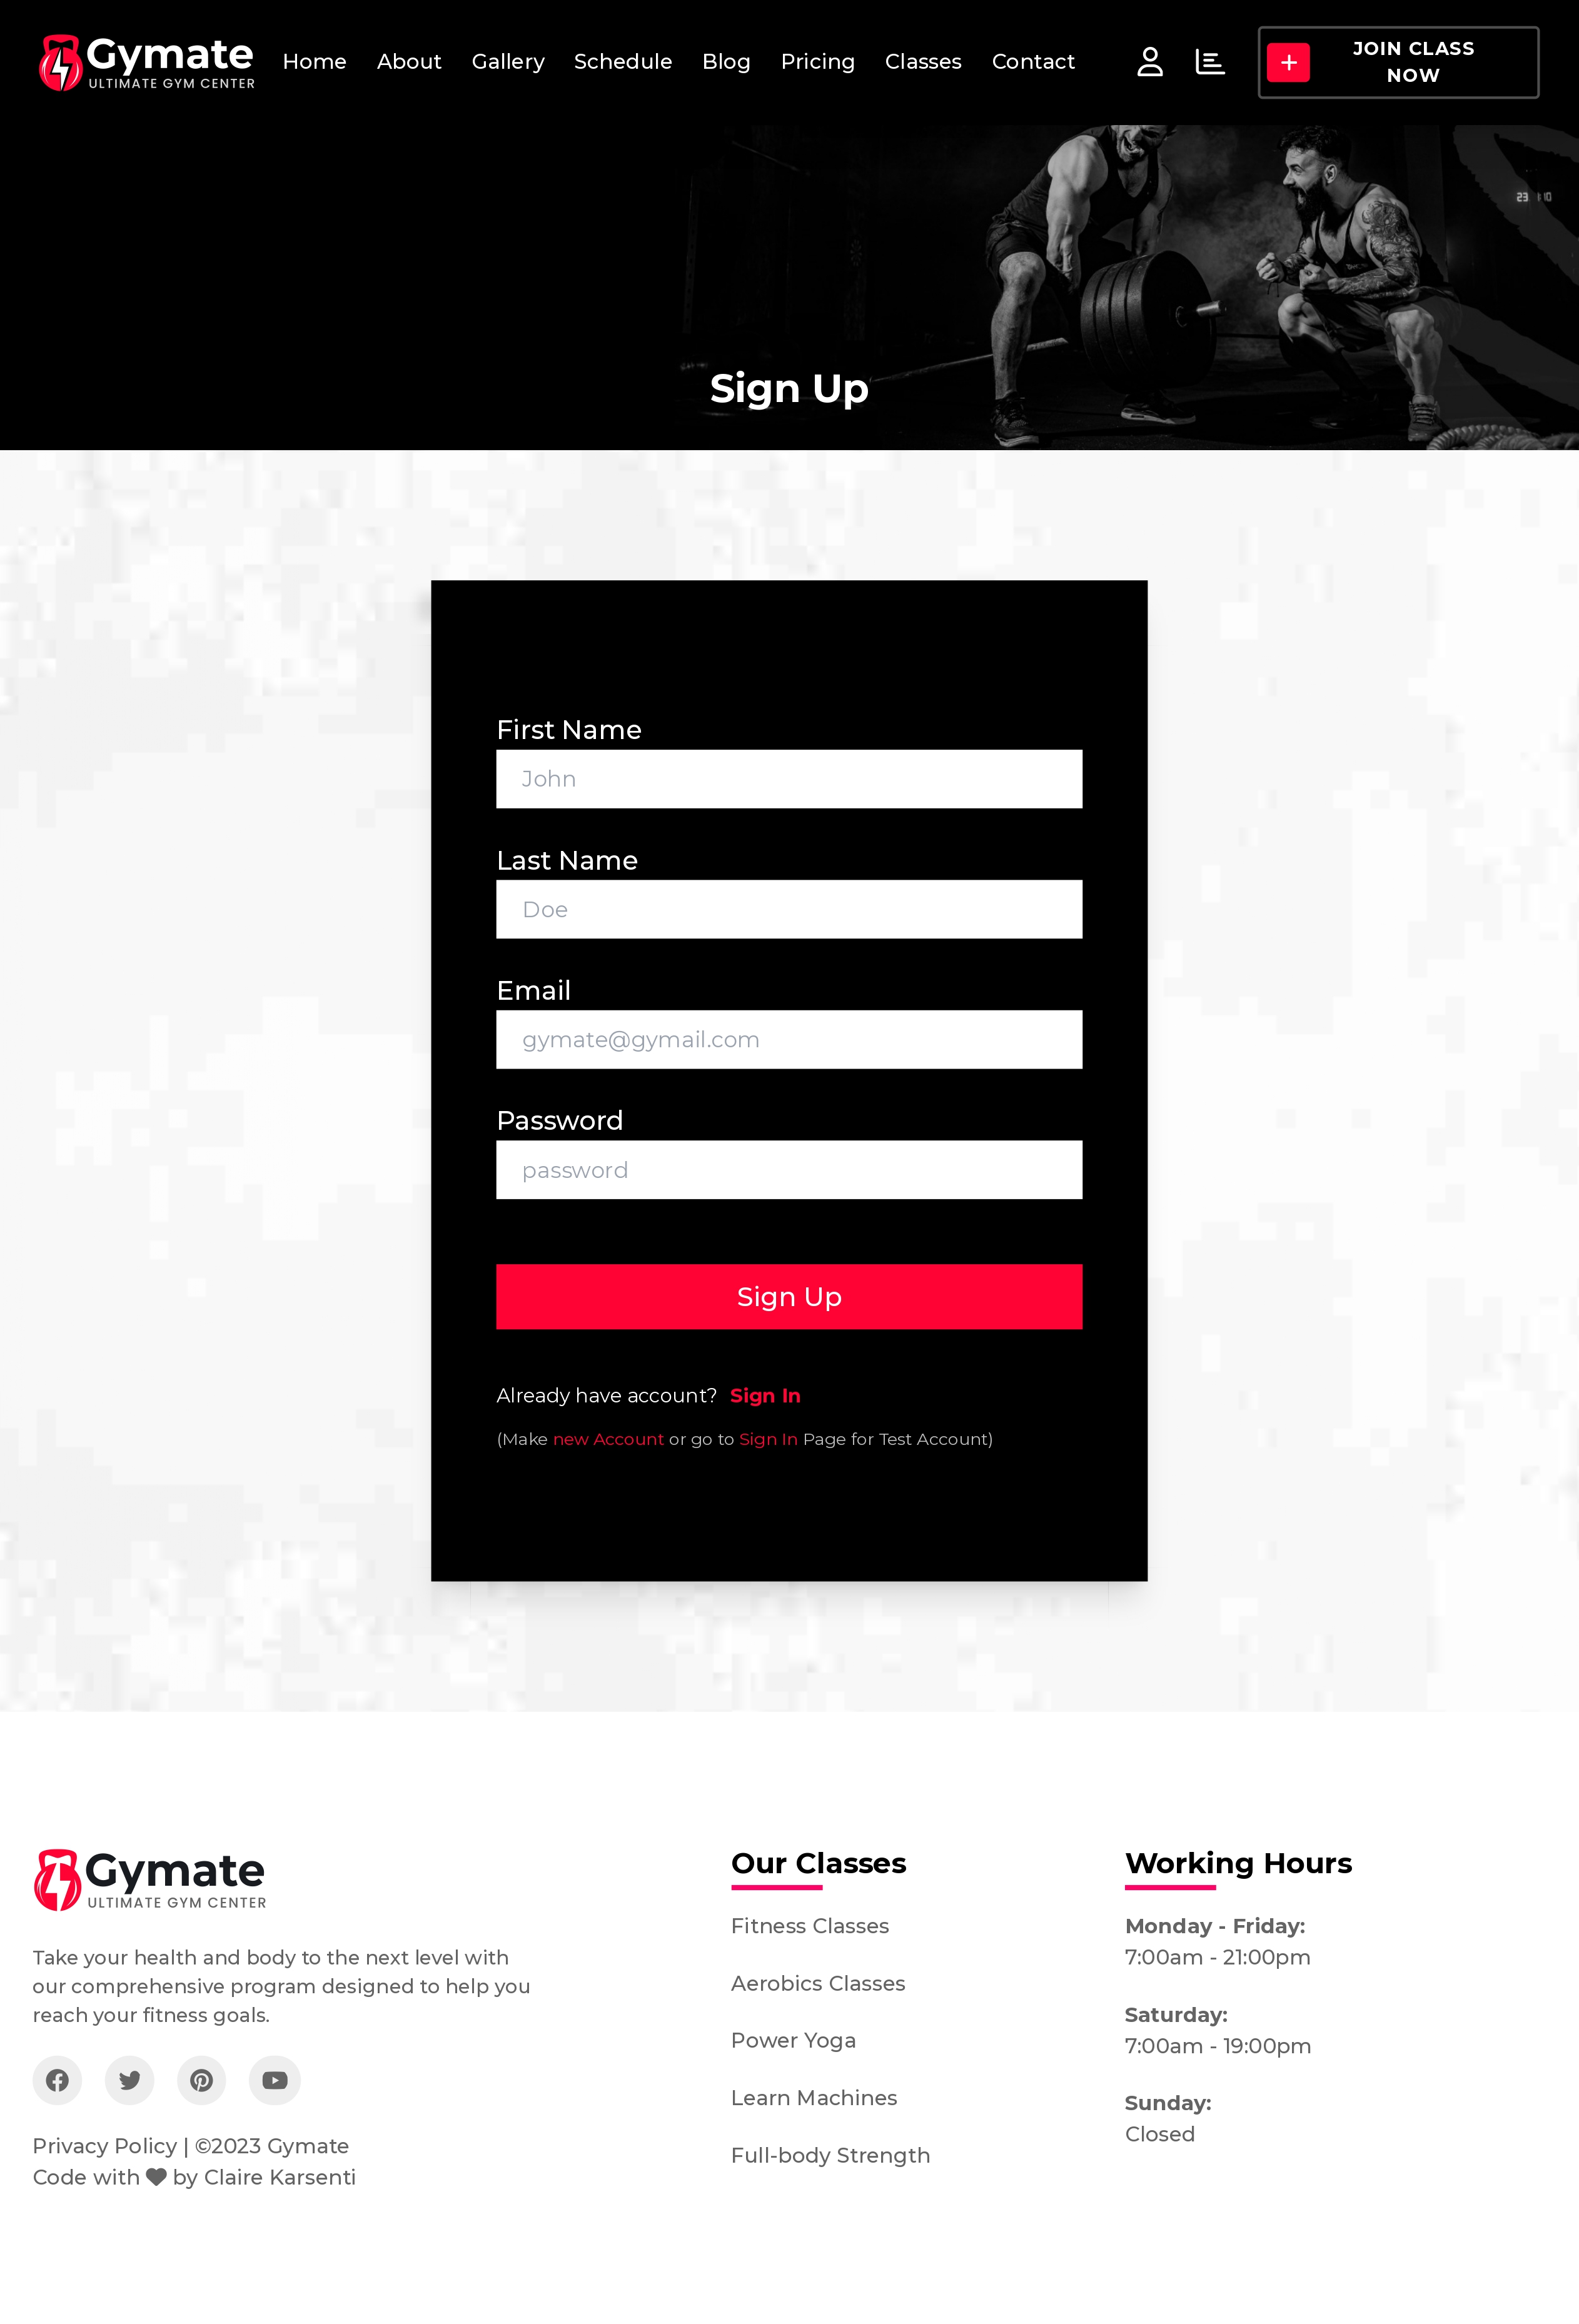 Gymate
ULTIMATE GYM CENTER
Home About Gallery Schedule Blog Pricing Classes Contact
JOIN CLASS
NOW
23 1:10
Sign Up
First Name
John
Last Name
Doe
Email
gymate@gymail.com
Password
password
Sign Up
Already have account? Sign In
(Make new Account or go to Sign In Page for Test Account)
Gymate
ULTIMATE GYM CENTER
Take your health and body to the next level with
our comprehensive program designed to help you
reach your fitness goals.
Privacy Policy | ©2023 Gymate
Code with ♥ by Claire Karsenti
Our Classes
Fitness Classes
Aerobics Classes
Power Yoga
Learn Machines
Full-body Strength
Working Hours
Monday - Friday:
7:00am - 21:00pm
Saturday:
7:00am - 19:00pm
Sunday:
Closed